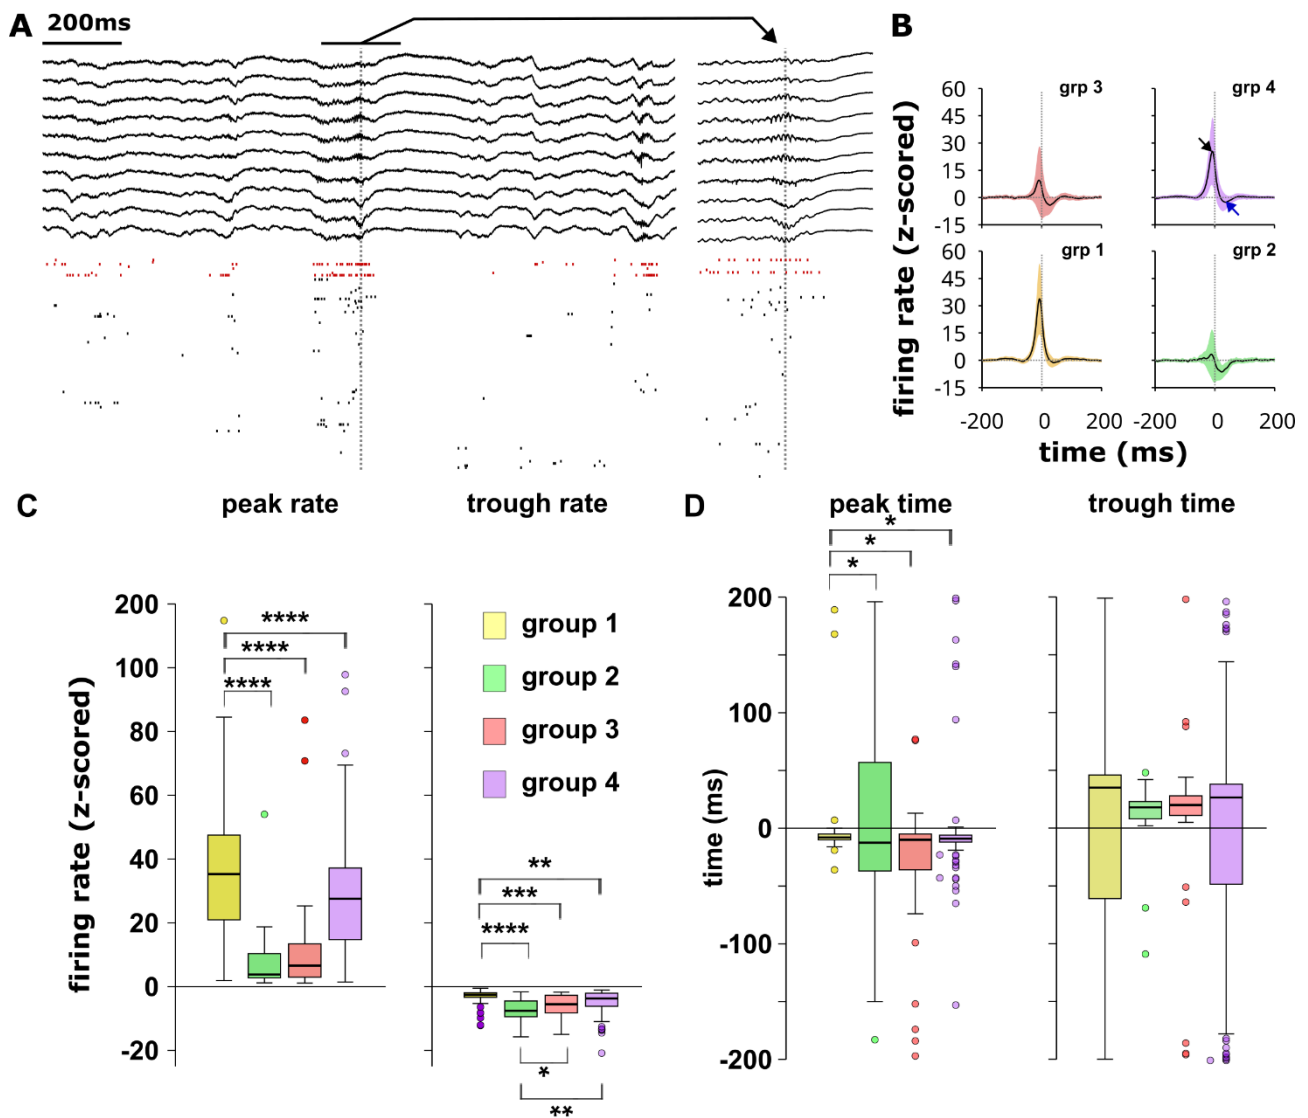 A
200ms
B
grp 3
grp 4
60
45
30
15
0
-15
grp 1
grp 2
60
45
30
15
0
-15
-200
0
200
-200
0
200
firing rate (z-scored)
time (ms)
C
peak rate
trough rate
200
100
80
60
40
20
0
-20
firing rate (z-scored)
****
****
****
group 1
group 2
group 3
group 4
**
***
****
*
**
D
peak time
trough time
200
100
0
-100
-200
time (ms)
*
*
*